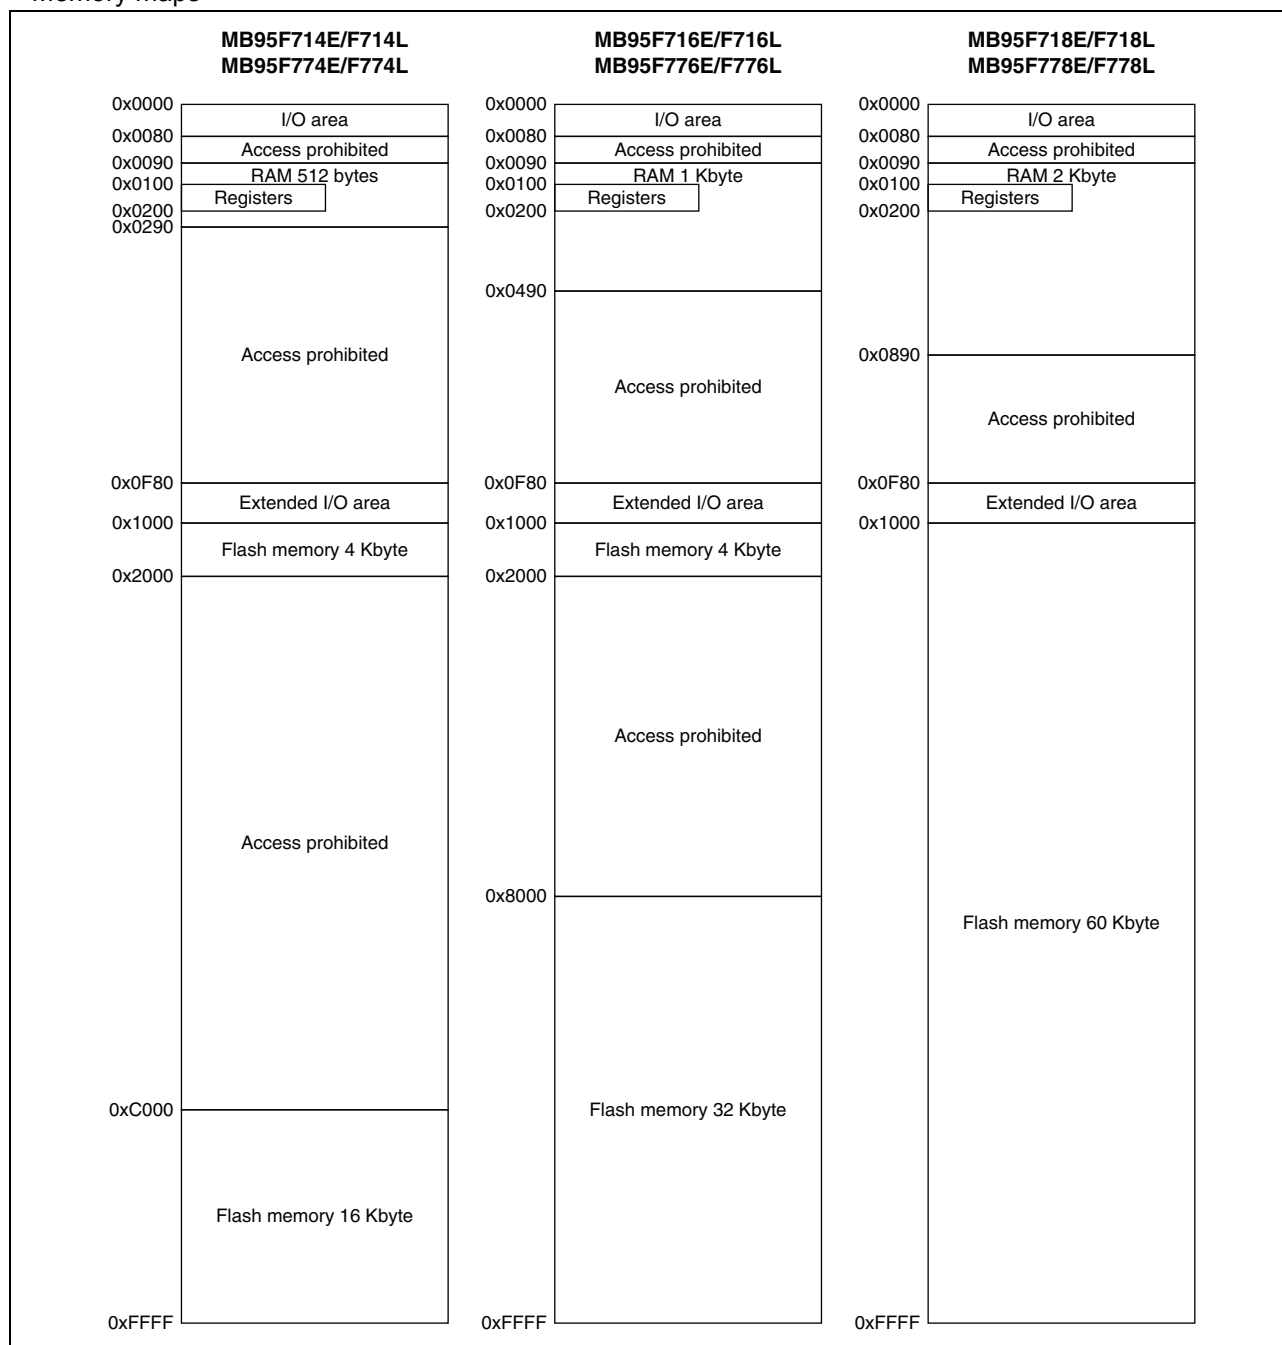 Memory maps
MB95F714E/F714L
MB95F774E/F774L
0x0000
I/O area
0x0080
Access prohibited
0x0090
RAM 512 bytes
0x0100
Registers
0x0200
0x0290
Access prohibited
0x0F80
Extended I/O area
0x1000
Flash memory 4 Kbyte
0x2000
Access prohibited
0xC000
Flash memory 16 Kbyte
0xFFFF
MB95F716E/F716L
MB95F776E/F776L
0x0000
I/O area
0x0080
Access prohibited
0x0090
RAM 1 Kbyte
0x0100
Registers
0x0200
0x0490
Access prohibited
0x0F80
Extended I/O area
0x1000
Flash memory 4 Kbyte
0x2000
Access prohibited
0x8000
Flash memory 32 Kbyte
0xFFFF
MB95F718E/F718L
MB95F778E/F778L
0x0000
I/O area
0x0080
Access prohibited
0x0090
RAM 2 Kbyte
0x0100
Registers
0x0200
0x0890
Access prohibited
0x0F80
Extended I/O area
0x1000
Flash memory 60 Kbyte
0xFFFF